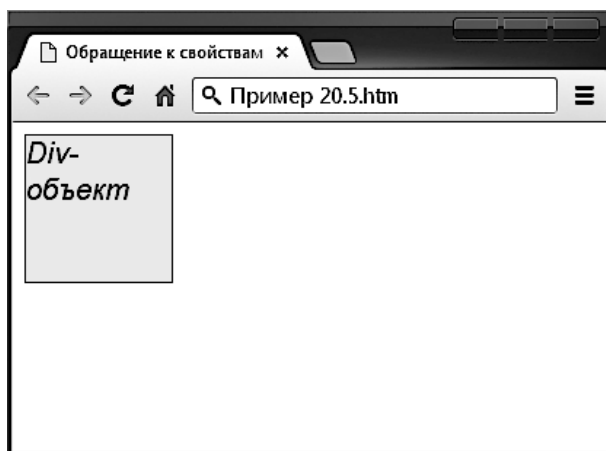 Обращение к свойствам
Пример 20.5.htm
Div-
объект